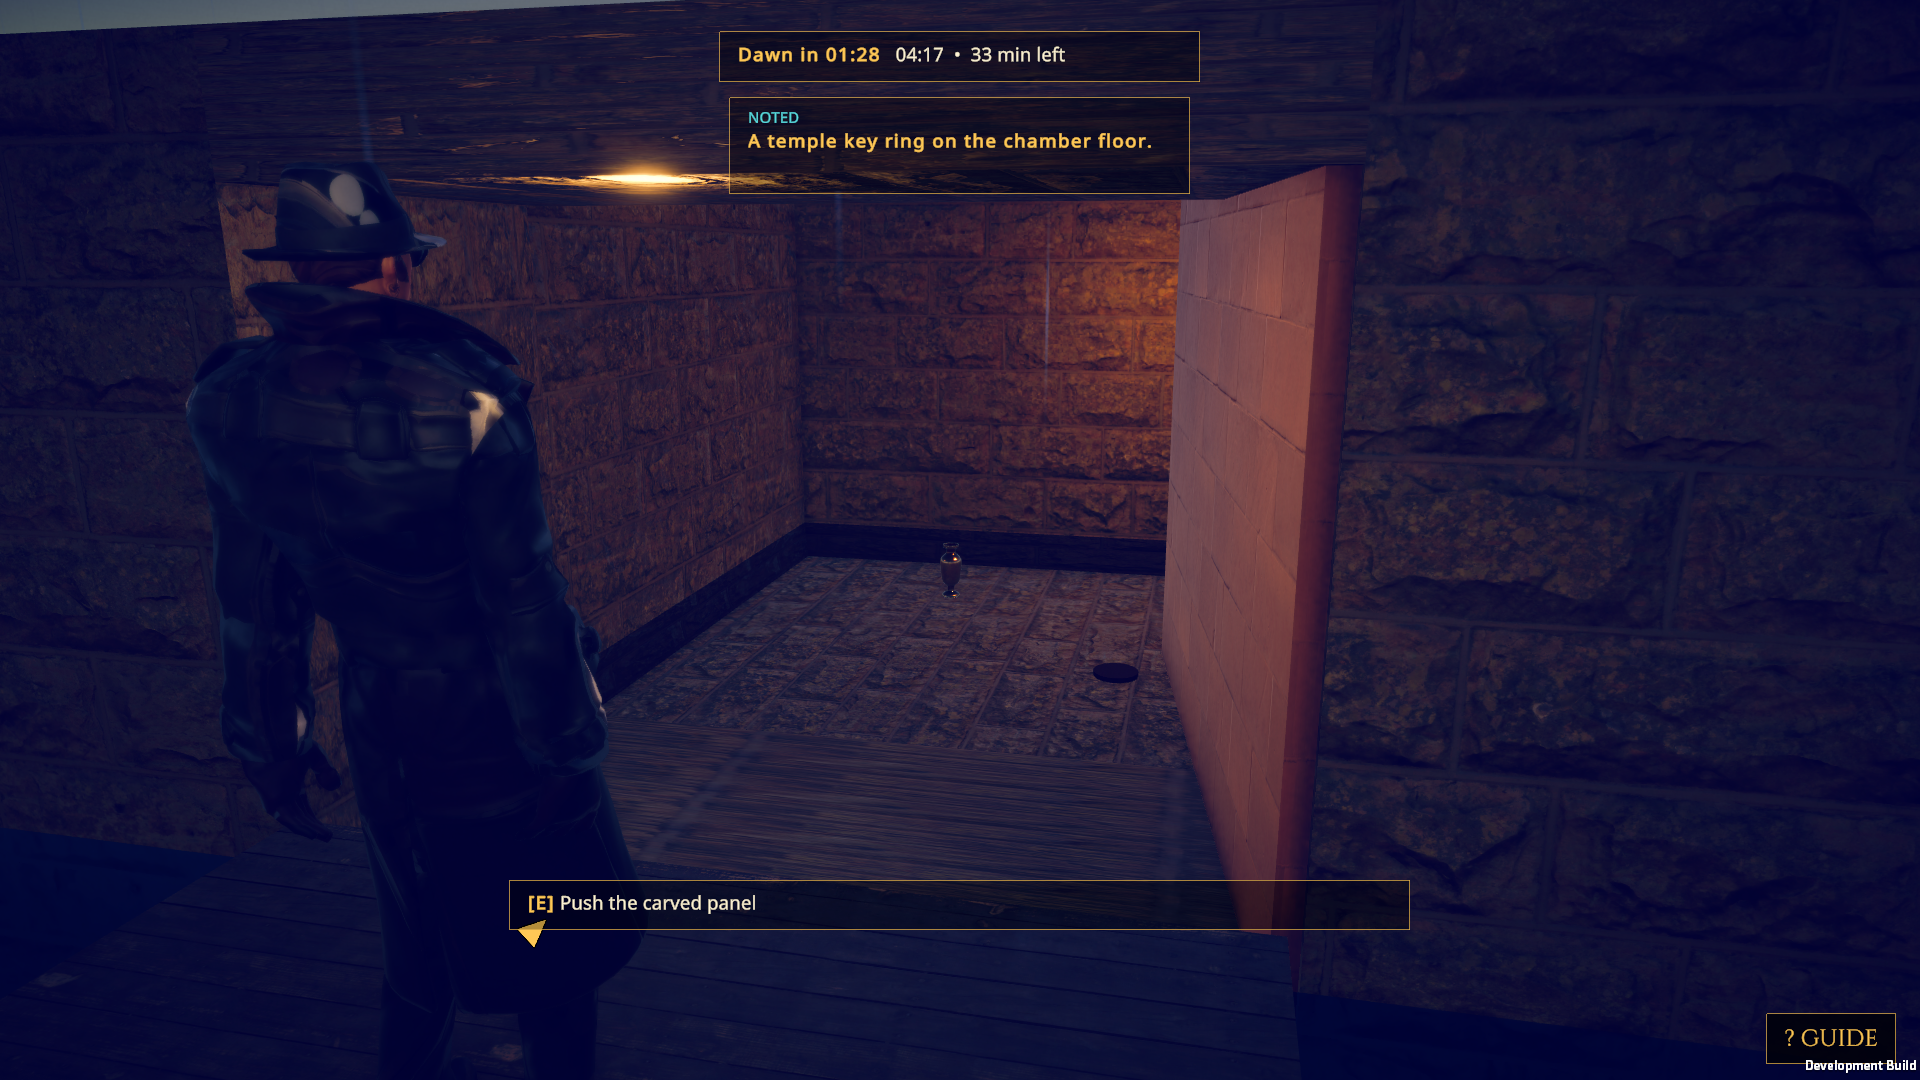 Dawn in 01:28 04:17 • 33 min left
NOTED
A temple key ring on the chamber floor.
[E] Push the carved panel
? GUIDE
Development Build